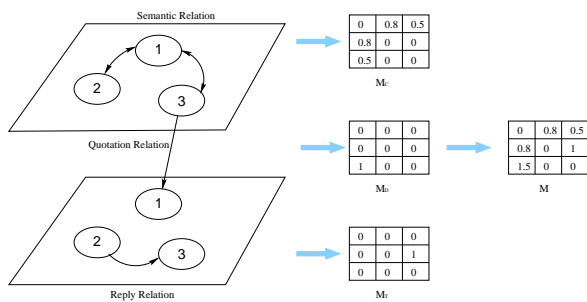 Semantic Relation
1
2
3
Quotation Relation
1
2
3
Reply Relation
0 0.8 0.5
0.8 0 0
0.5 0 0
Mc
0 0 0
0 0 0
1 0 0
MD
0 0 0
0 0 1
0 0 0
MT
0 0.8 0.5
0.8 0 1
1.5 0 0
M